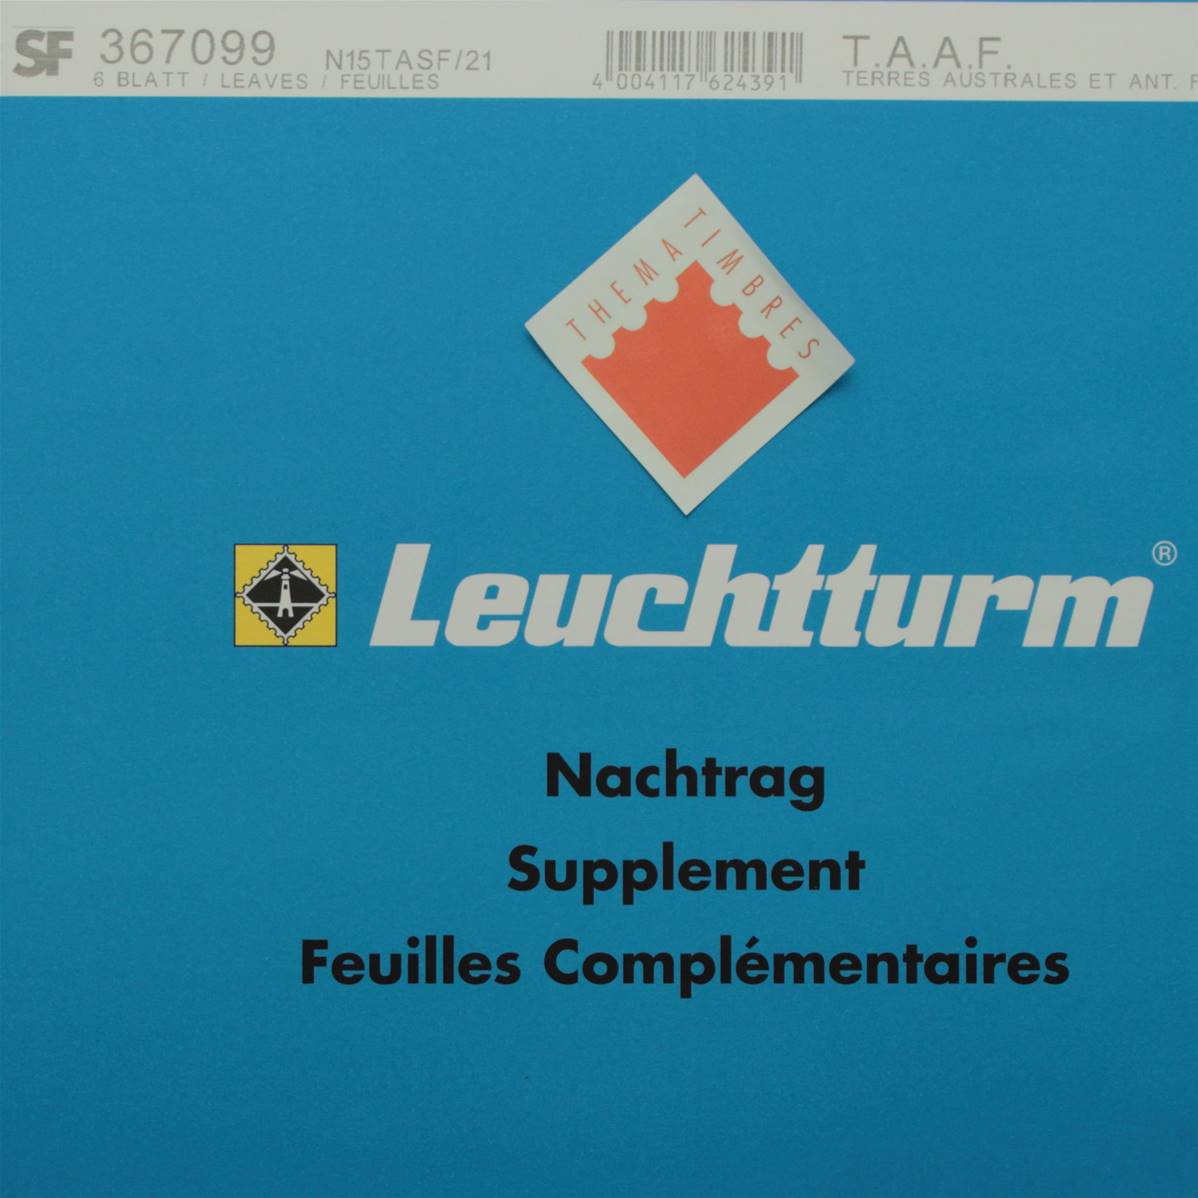 SF 367099 N15TASF/21
6 BLATT / LEAVES / FEUILLES
4 004117 624391
T.A.A.F.
TERRES AUSTRALES ET ANT.
THEMA TIMBRES
Leuchtturm®
Nachtrag
Supplement
Feuilles Complémentaires